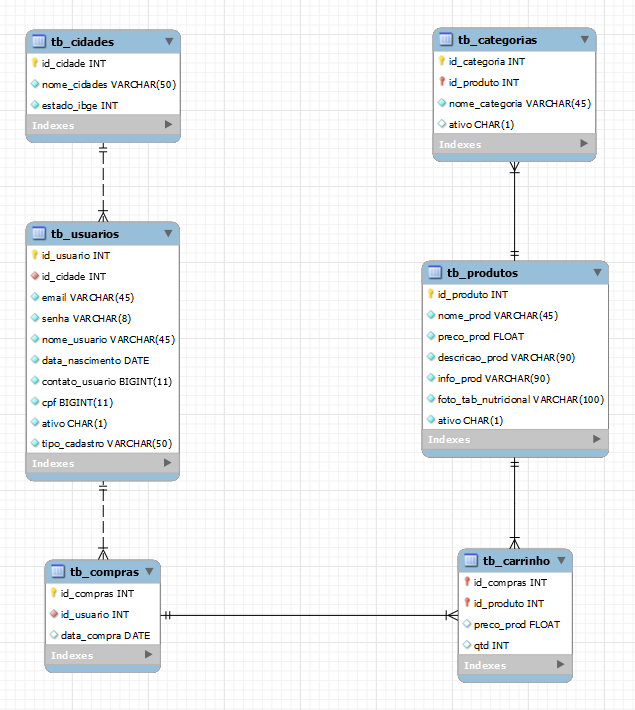 tb_cidades
id_cidade INT
nome_cidades VARCHAR(50)
estado_ibge INT
Indexes
tb_usuarios
id_usuario INT
id_cidade INT
email VARCHAR(45)
senha VARCHAR(8)
nome_usuario VARCHAR(45)
data_nascimento DATE
contato_usuario BIGINT(11)
cpf BIGINT(11)
ativo CHAR(1)
tipo_cadastro VARCHAR(50)
Indexes
tb_compras
id_compras INT
id_usuario INT
data_compra DATE
Indexes
tb_categorias
id_categoria INT
id_produto INT
nome_categoria VARCHAR(45)
ativo CHAR(1)
Indexes
tb_produtos
id_produto INT
nome_prod VARCHAR(45)
preco_prod FLOAT
descricao_prod VARCHAR(90)
info_prod VARCHAR(90)
foto_tab_nutricional VARCHAR(100)
ativo CHAR(1)
Indexes
tb_carrinho
id_compras INT
id_produto INT
preco_prod FLOAT
qtd INT
Indexes